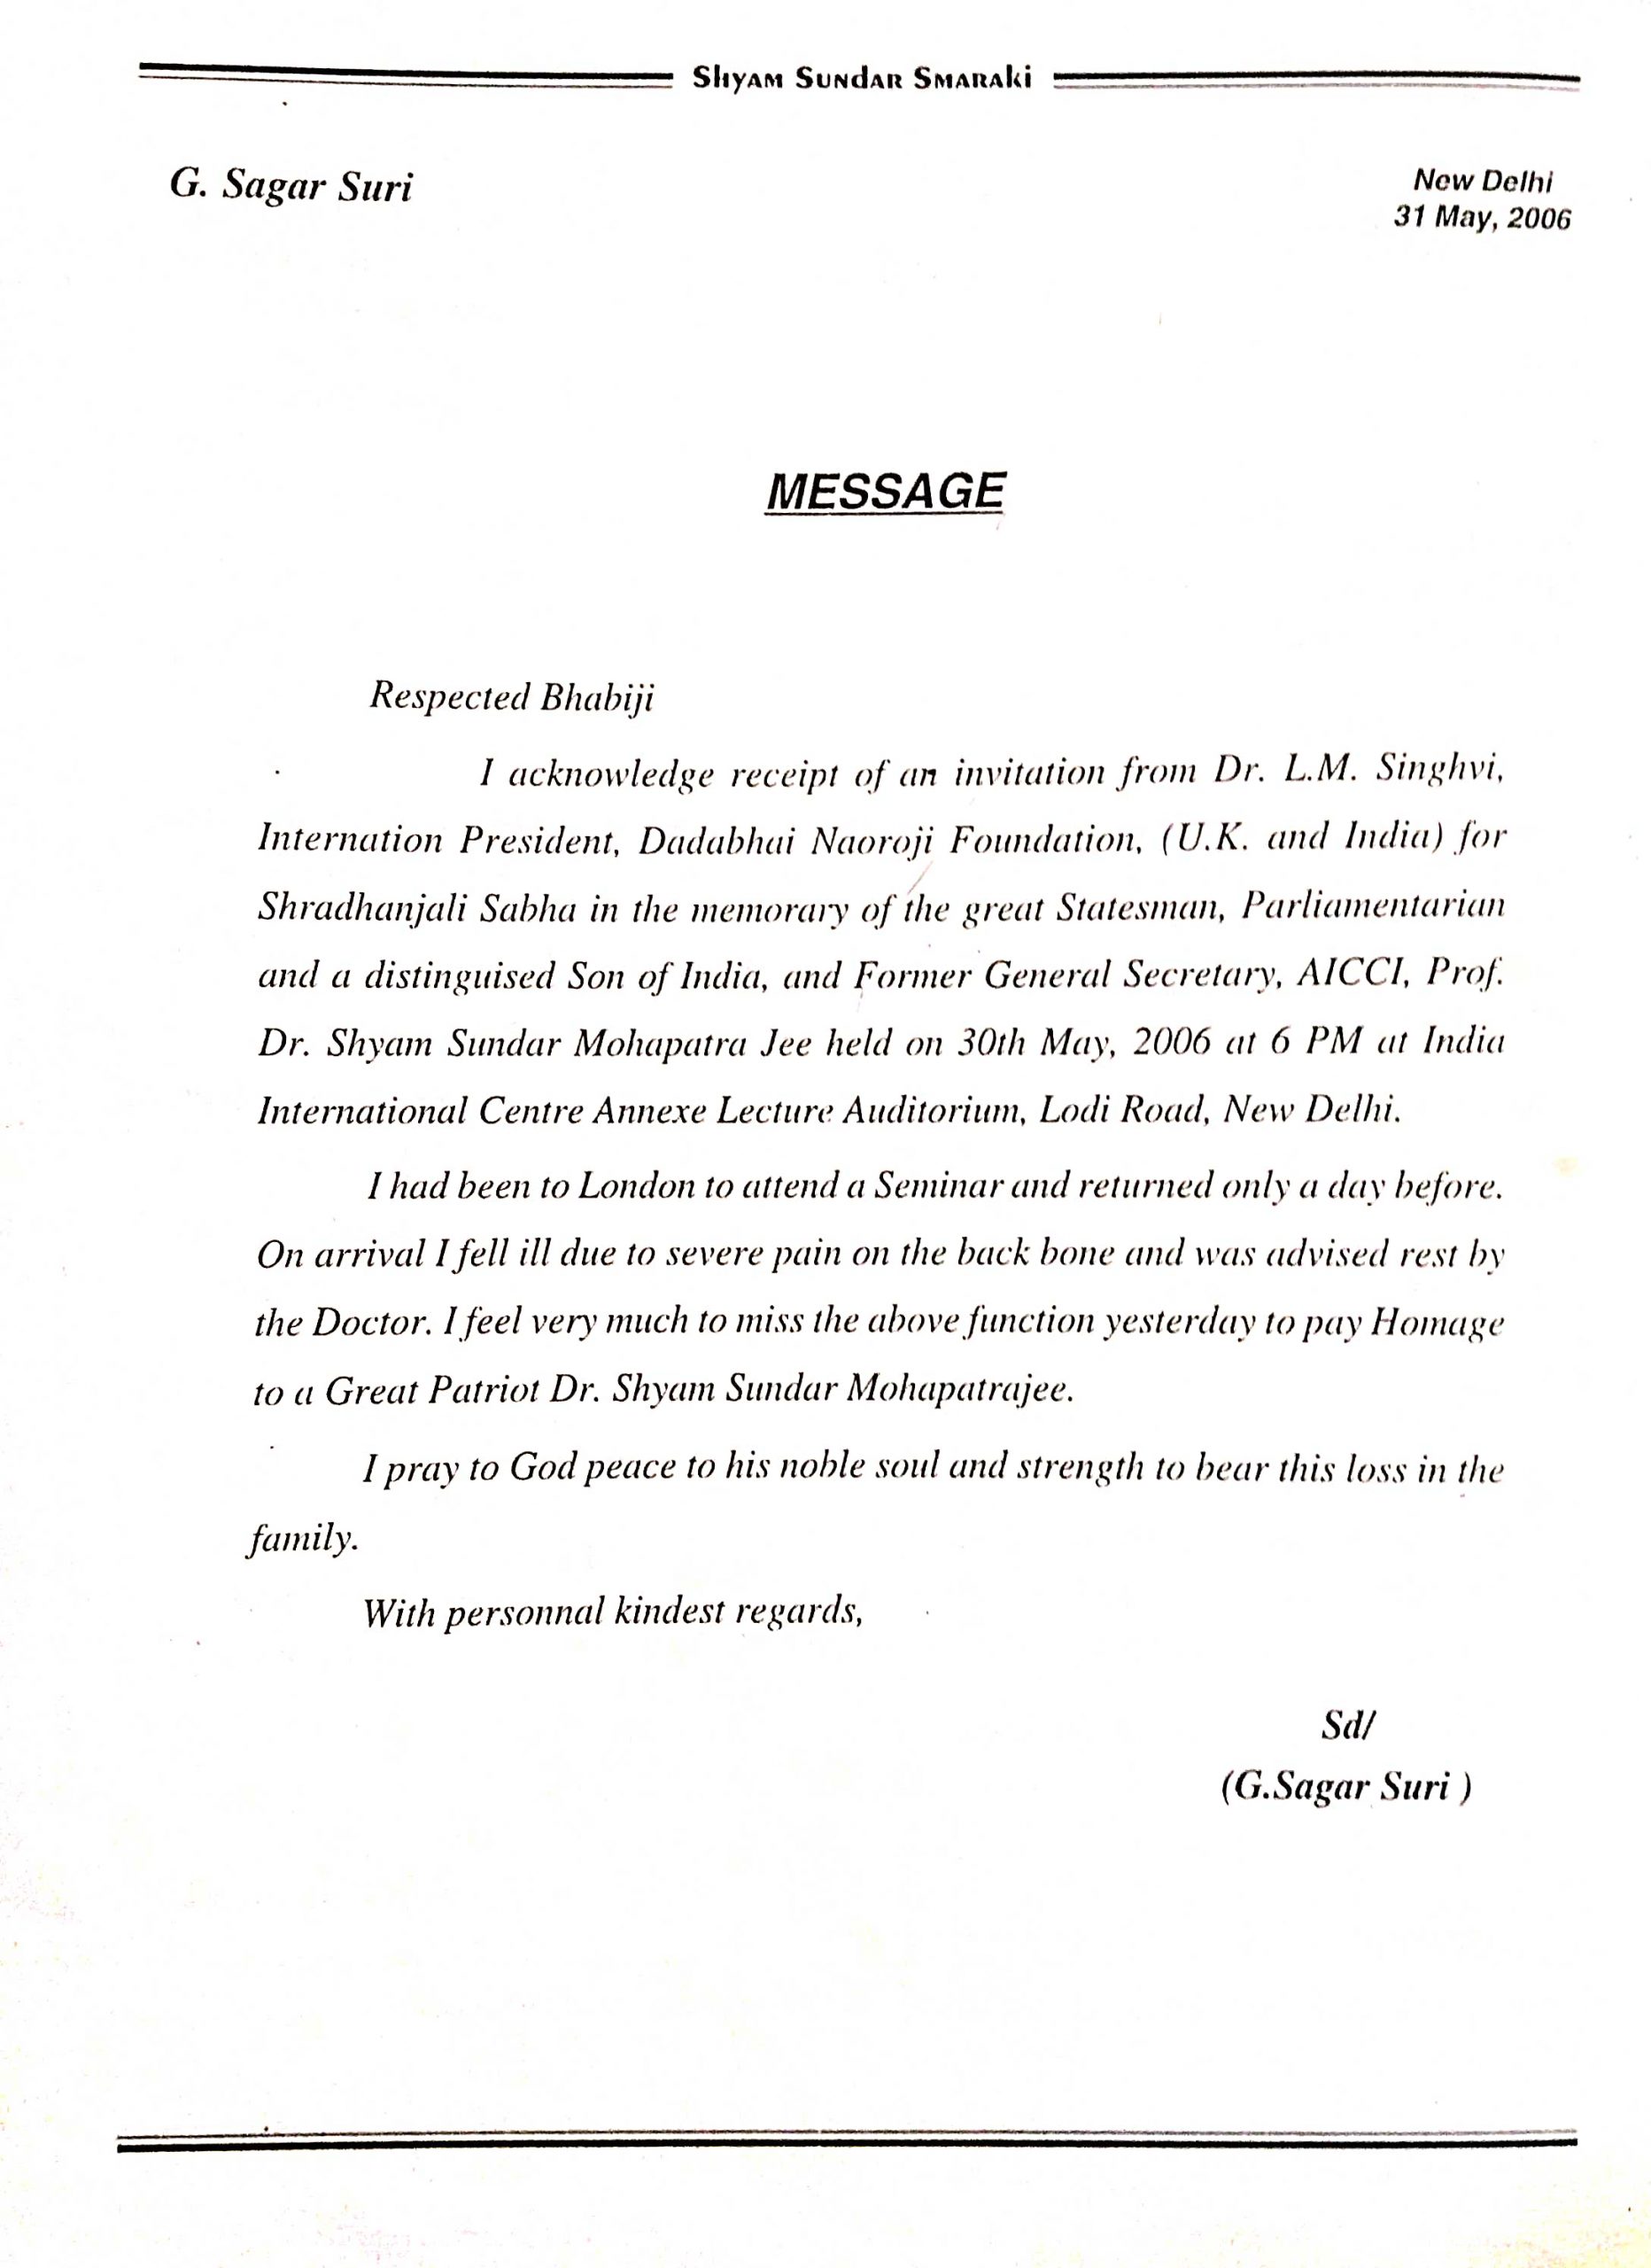 Shyam Sundar Smaraki
G. Sagar Suri
New Delhi
31 May, 2006
MESSAGE
Respected Bhabiji
I acknowledge receipt of an invitation from Dr. L.M. Singhvi,
Internation President, Dadabhai Naoroji Foundation, (U.K. and India) for
Shradhanjali Sabha in the memorary of the great Statesman, Parliamentarian
and a distinguised Son of India, and Former General Secretary, AICCI, Prof.
Dr. Shyam Sundar Mohapatra Jee held on 30th May, 2006 at 6 PM at India
International Centre Annexe Lecture Auditorium, Lodi Road, New Delhi.
I had been to London to attend a Seminar and returned only a day before.
On arrival I fell ill due to severe pain on the back bone and was advised rest by
the Doctor. I feel very much to miss the above function yesterday to pay Homage
to a Great Patriot Dr. Shyam Sundar Mohapatrajee.
I pray to God peace to his noble soul and strength to bear this loss in the
family.
With personnal kindest regards,
Sd/
(G.Sagar Suri )